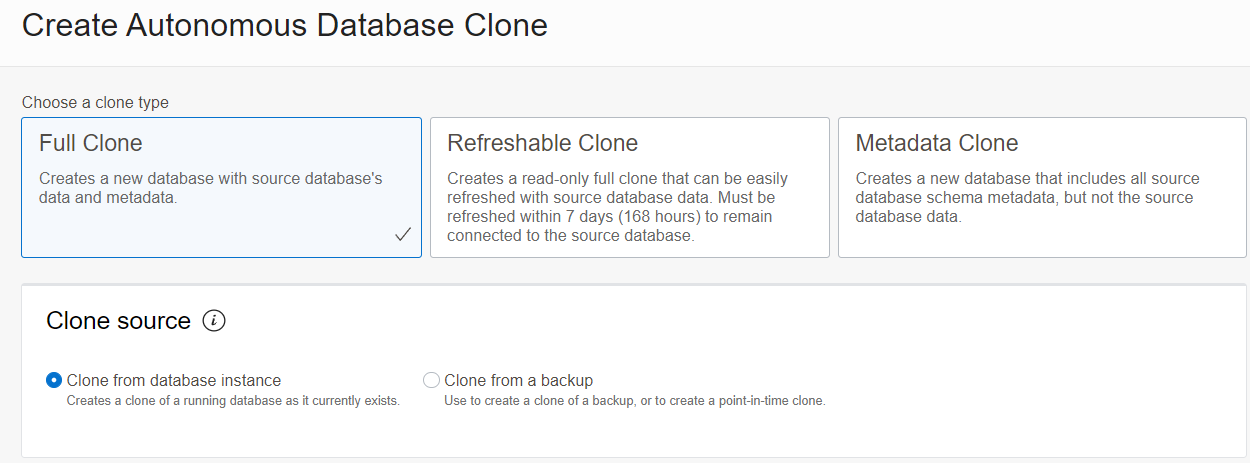 Create Autonomous Database Clone
Choose a clone type
Full Clone
Creates a new database with source database's
data and metadata.
Refreshable Clone
Creates a read-only full clone that can be easily
refreshed with source database data. Must be
refreshed within 7 days (168 hours) to remain
connected to the source database.
Metadata Clone
Creates a new database that includes all source
database schema metadata, but not the source
database data.
Clone source i
Clone from database instance
Creates a clone of a running database as it currently exists.
Clone from a backup
Use to create a clone of a backup, or to create a point-in-time clone.